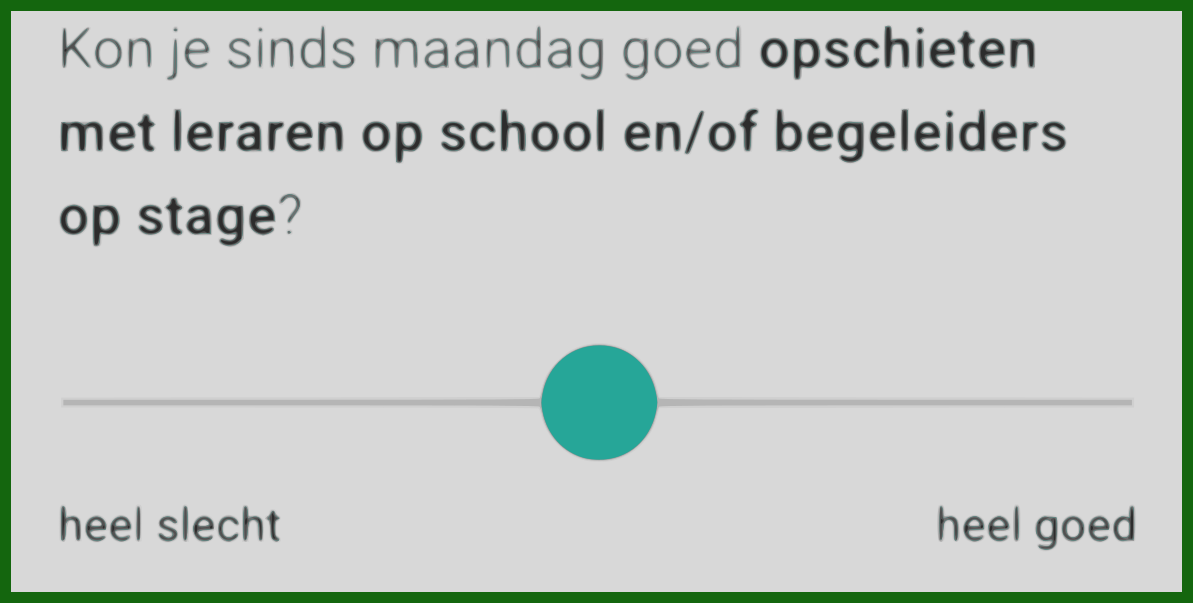 Kon je sinds maandag goed opschieten
met leraren op school en/of begeleiders
op stage?
heel slecht
heel goed